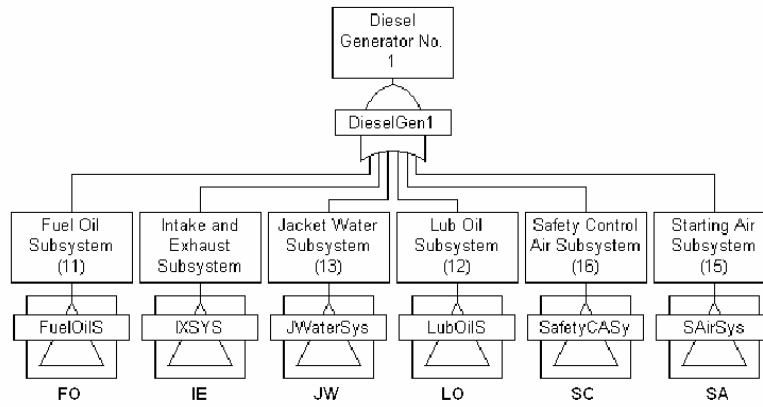 Diesel
Generator No.
1
DieselGen1
Fuel Oil
Subsystem
(11)
Intake and
Exhaust
Subsystem
Jacket Water
Subsystem
(13)
Lub Oil
Subsystem
(12)
Safety Control
Air Subsystem
(16)
Starting Air
Subsystem
(15)
FuelOilS
IXSYS
JWaterSys
LubOilS
SafetyCASy
SAirSys
FO
IE
JW
LO
SC
SA